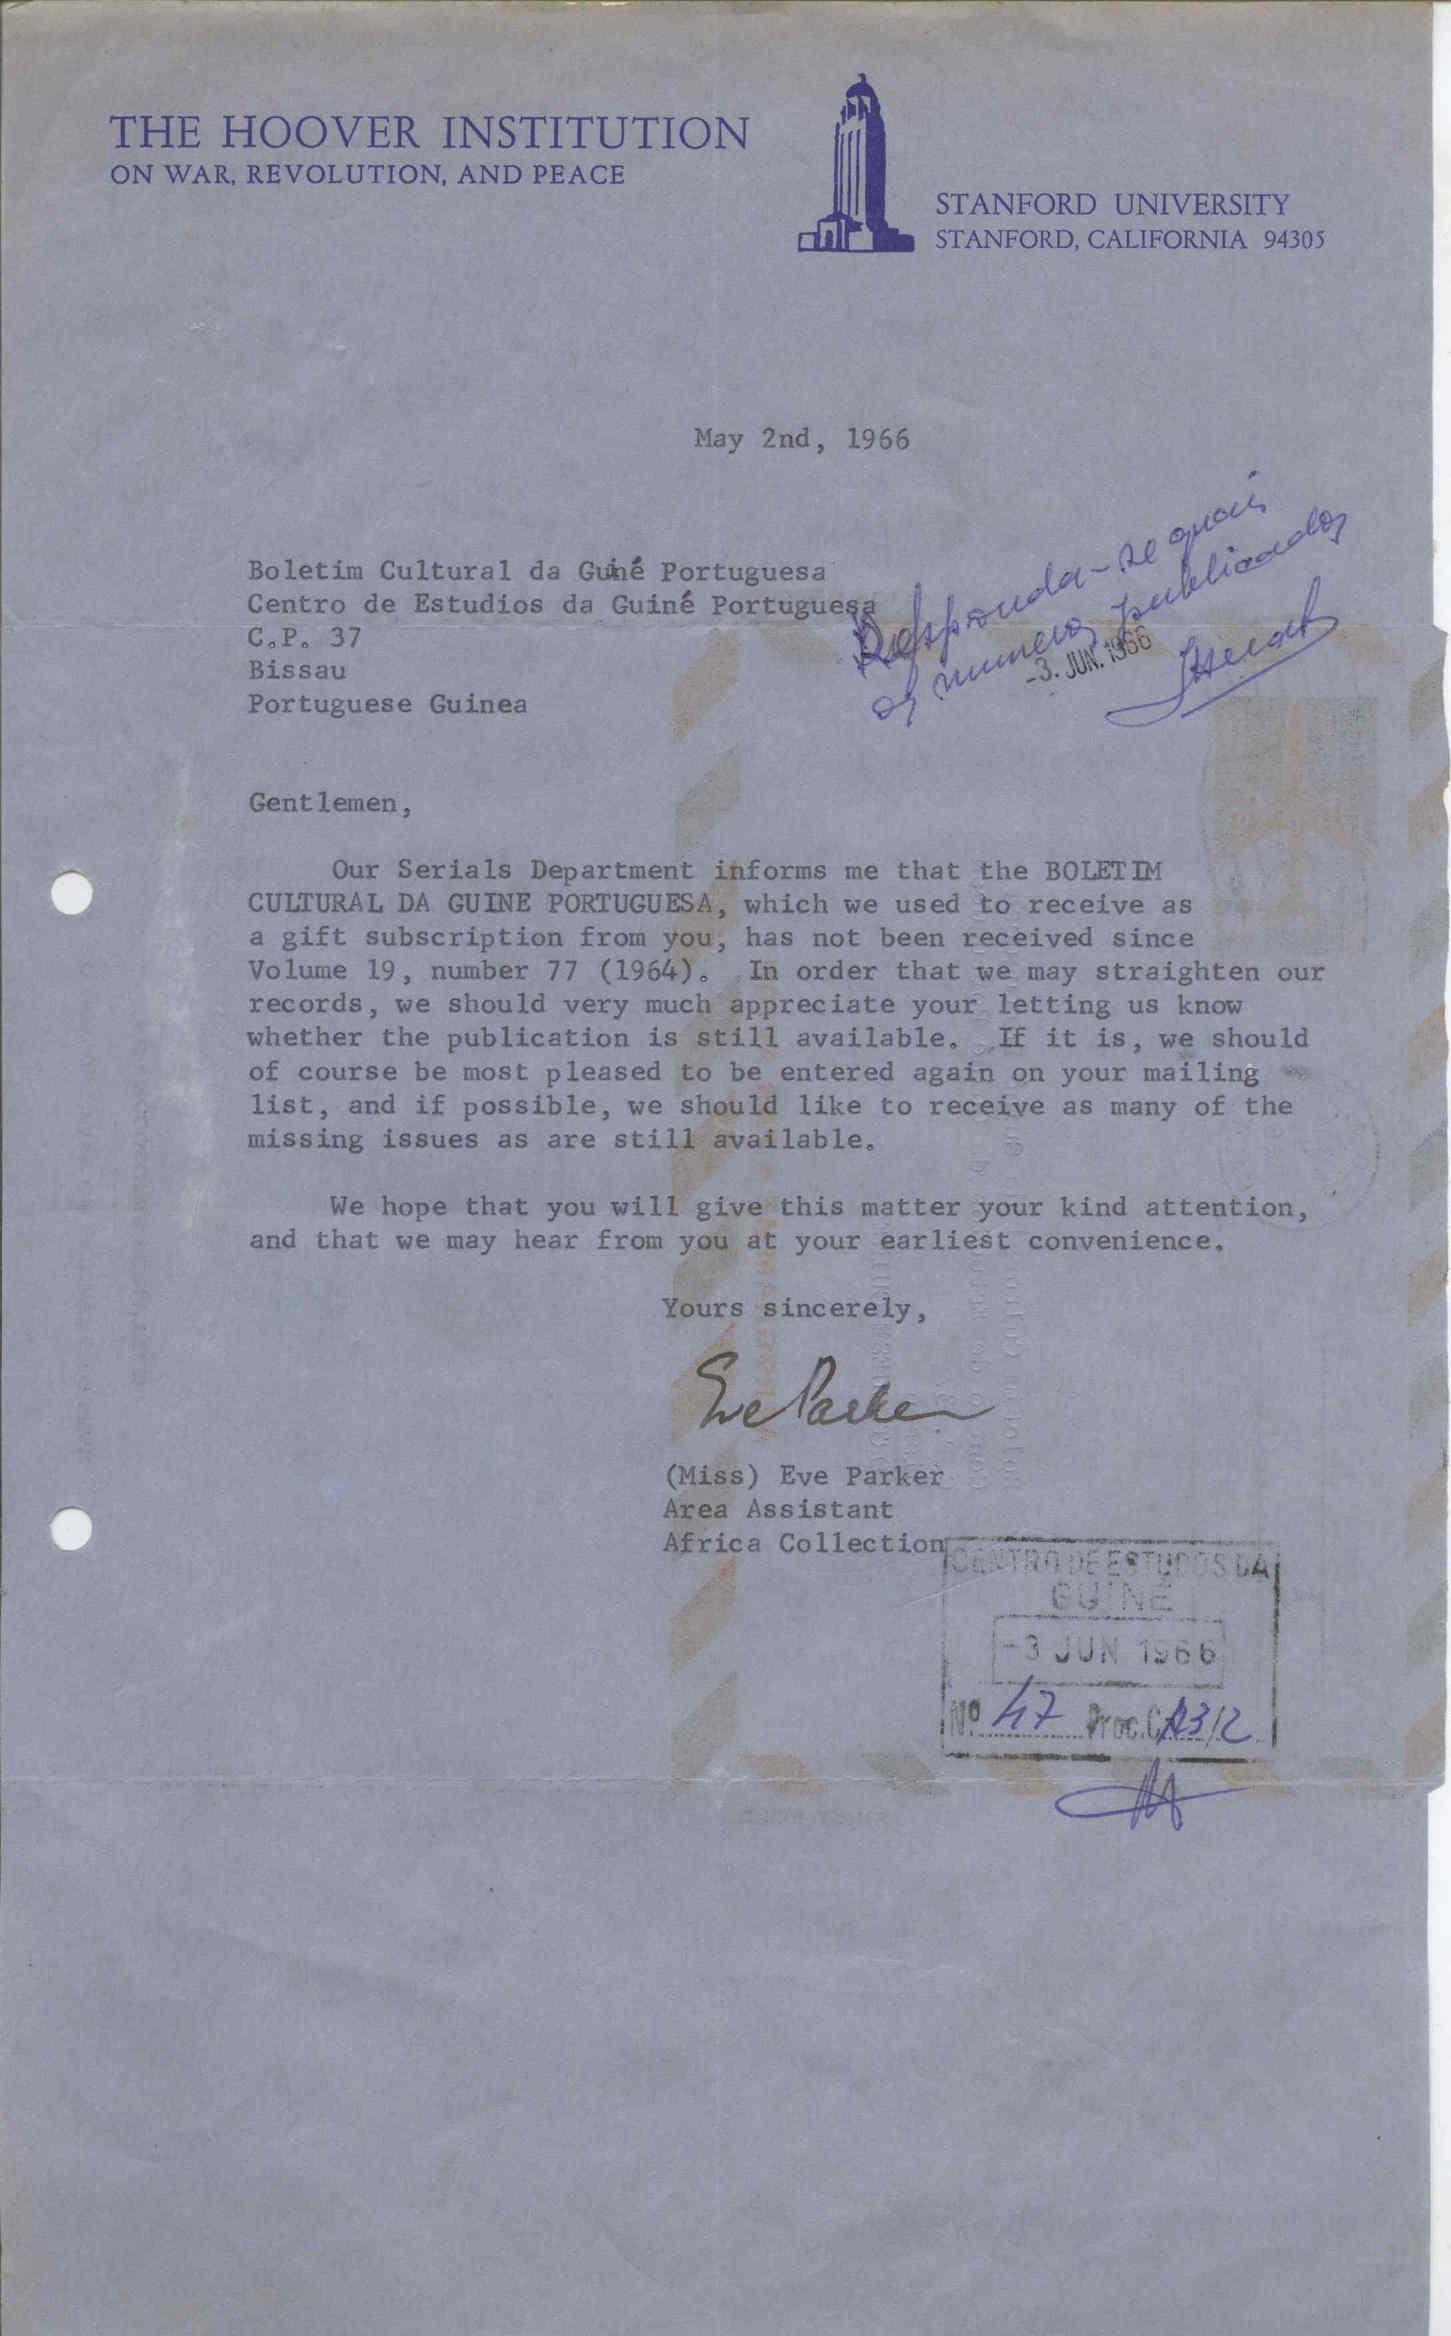 THE HOOVER INSTITUTION
ON WAR, REVOLUTION, AND PEACE
STANFORD UNIVERSITY
STANFORD, CALIFORNIA 94305
May 2nd, 1966
Boletim Cultural da Guiné Portuguesa
Centro de Estudios da Guiné Portuguesa
C.P. 37
Bissau
Portuguese Guinea
Responda-se quais
os numeros publicados
-3. JUN. 1966
Gentlemen,
Our Serials Department informs me that the BOLETIM
CULTURAL DA GUINE PORTUGUESA, which we used to receive as
a gift subscription from you, has not been received since
Volume 19, number 77 (1964). In order that we may straighten our
records, we should very much appreciate your letting us know
whether the publication is still available. If it is, we should
of course be most pleased to be entered again on your mailing
list, and if possible, we should like to receive as many of the
missing issues as are still available.
We hope that you will give this matter your kind attention,
and that we may hear from you at your earliest convenience.
Yours sincerely,
Eve Parker
(Miss) Eve Parker
Area Assistant
Africa Collection
CENTRO DE ESTUDOS DA
GUINÉ
-3 JUN 1966
Nº 47 Proc. C A3/2